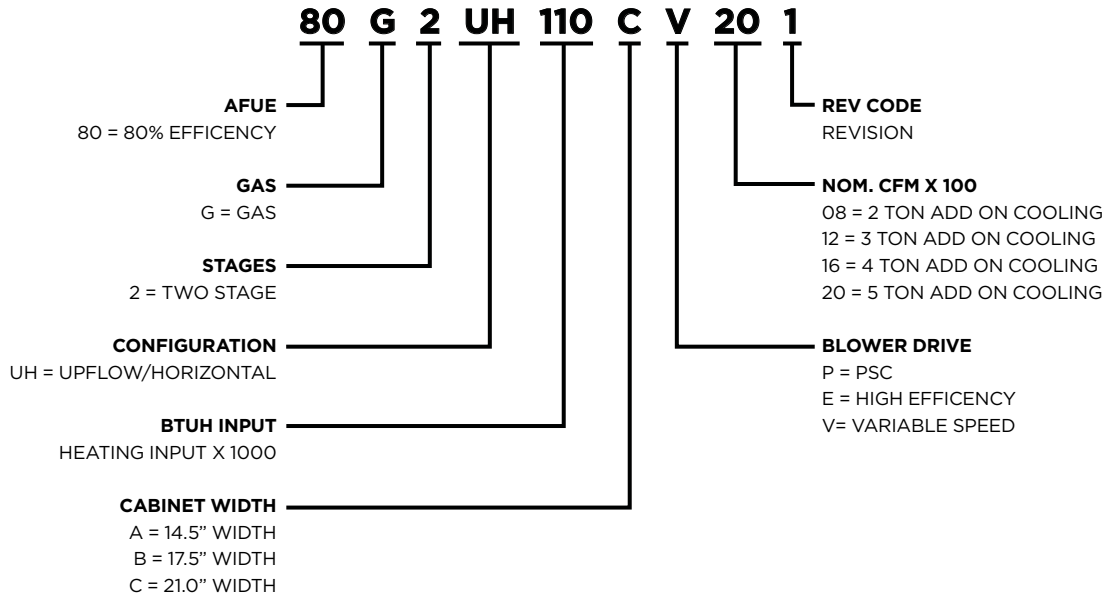 80 G 2 UH 110 C V 20 1
AFUE
80 = 80% EFFICENCY
GAS
G = GAS
STAGES
2 = TWO STAGE
CONFIGURATION
UH = UPFLOW/HORIZONTAL
BTUH INPUT
HEATING INPUT X 1000
CABINET WIDTH
A = 14.5” WIDTH
B = 17.5” WIDTH
C = 21.0” WIDTH
REV CODE
REVISION
NOM. CFM X 100
08 = 2 TON ADD ON COOLING
12 = 3 TON ADD ON COOLING
16 = 4 TON ADD ON COOLING
20 = 5 TON ADD ON COOLING
BLOWER DRIVE
P = PSC
E = HIGH EFFICENCY
V= VARIABLE SPEED